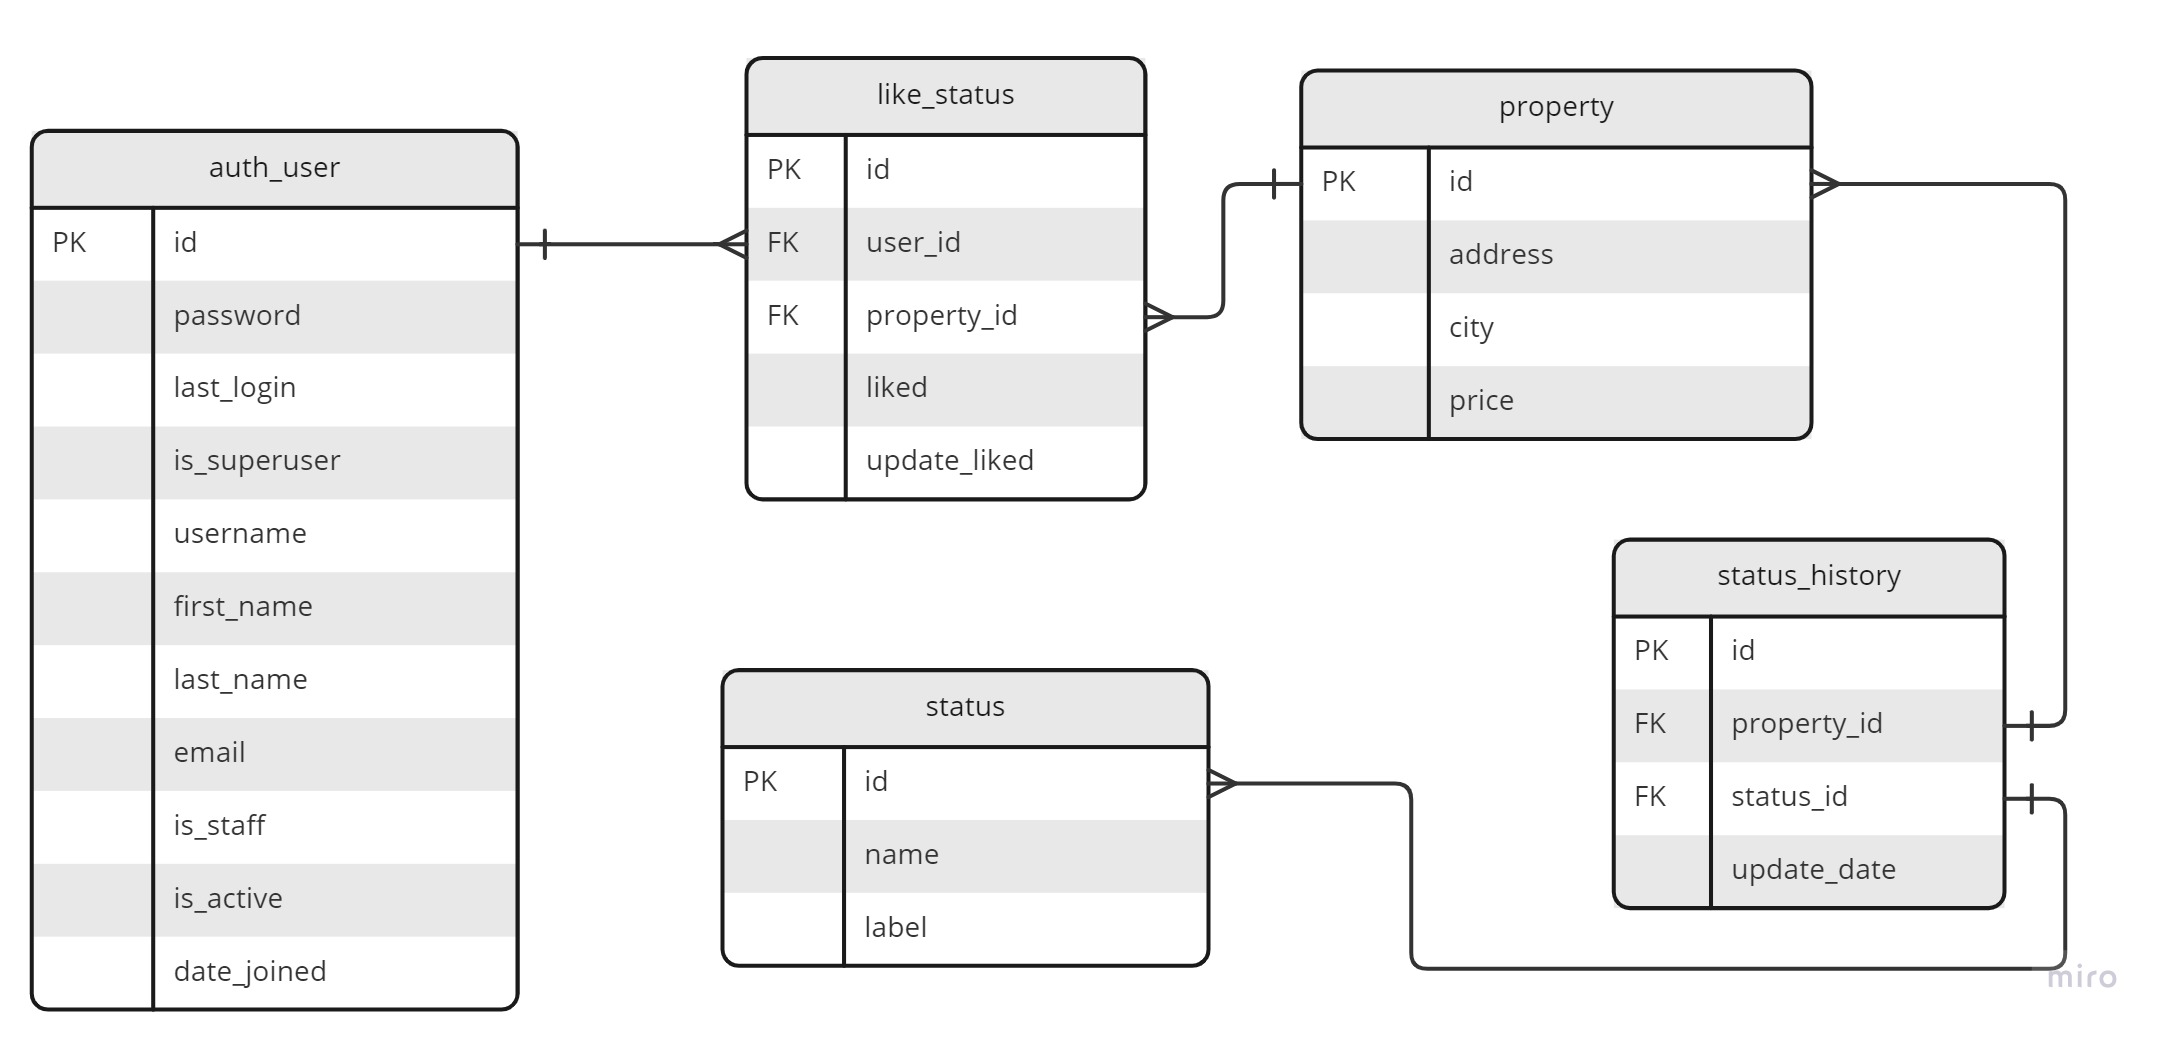 auth_user
PK id
password
last_login
is_superuser
username
first_name
last_name
email
is_staff
is_active
date_joined
like_status
PK id
FK user_id
FK property_id
liked
update_liked
property
PK id
address
city
price
status
PK id
name
label
status_history
PK id
FK property_id
FK status_id
update_date
miro